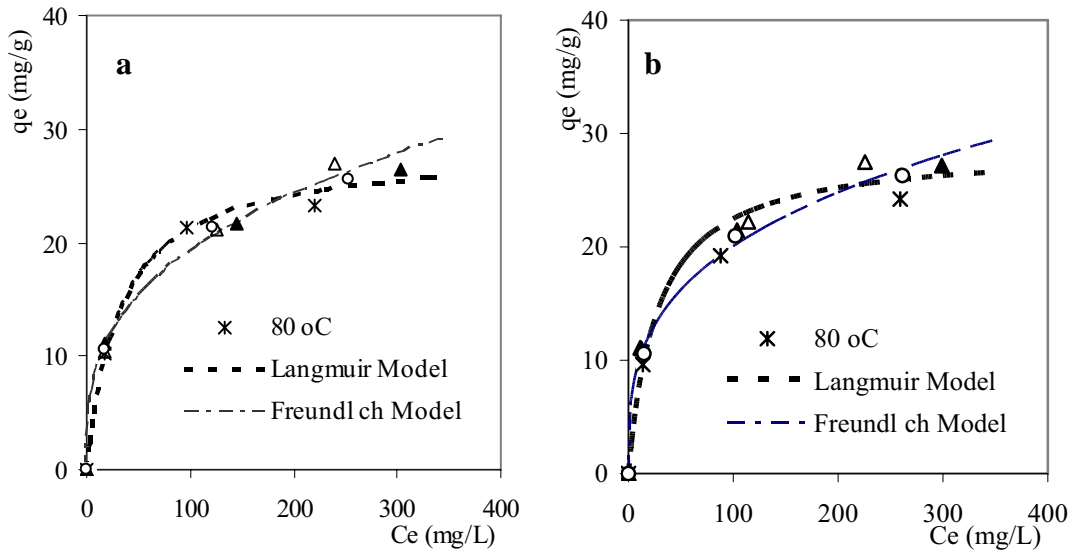 a
qe (mg/g)
40
30
20
10
0
0 100 200 300 400
Ce (mg/L)
80 oC
Langmuir Model
Freundl ch Model
b
qe (mg/g)
40
30
20
10
0
0 100 200 300 400
Ce (mg/L)
80 oC
Langmuir Model
Freundl ch Model